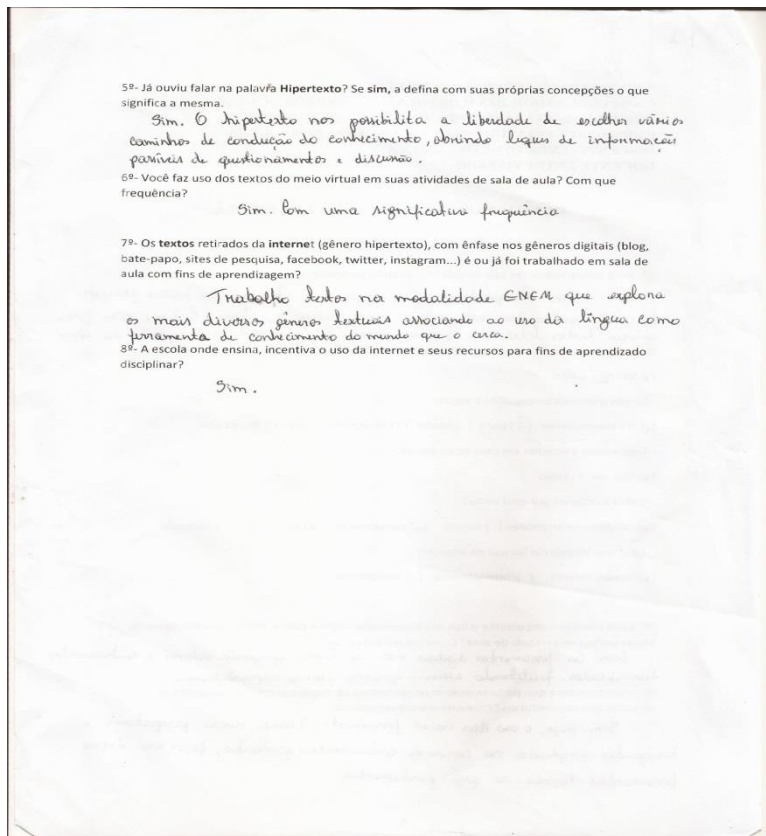 5º- Já ouviu falar na palavra Hipertexto? Se sim, a defina com suas próprias concepções o que
significa a mesma.
Sim. O hipertexto nos possibilita a liberdade de escolher vários
caminhos de condução do conhecimento, abrindo leques de informação
passíveis de questionamentos e discussão.
6º- Você faz uso dos textos do meio virtual em suas atividades de sala de aula? Com que
frequência?
Sim. Com uma significativa frequência
7º- Os textos retirados da internet (gênero hipertexto), com ênfase nos gêneros digitais (blog,
bate-papo, sites de pesquisa, facebook, twitter, instagram...) é ou já foi trabalhado em sala de
aula com fins de aprendizagem?
Trabalho textos na modalidade ENEM que explora
os mais diversos gêneros textuais associando ao uso da língua como
ferramenta de conhecimento do mundo que o cerca.
8º- A escola onde ensina, incentiva o uso da internet e seus recursos para fins de aprendizado
disciplinar?
Sim.